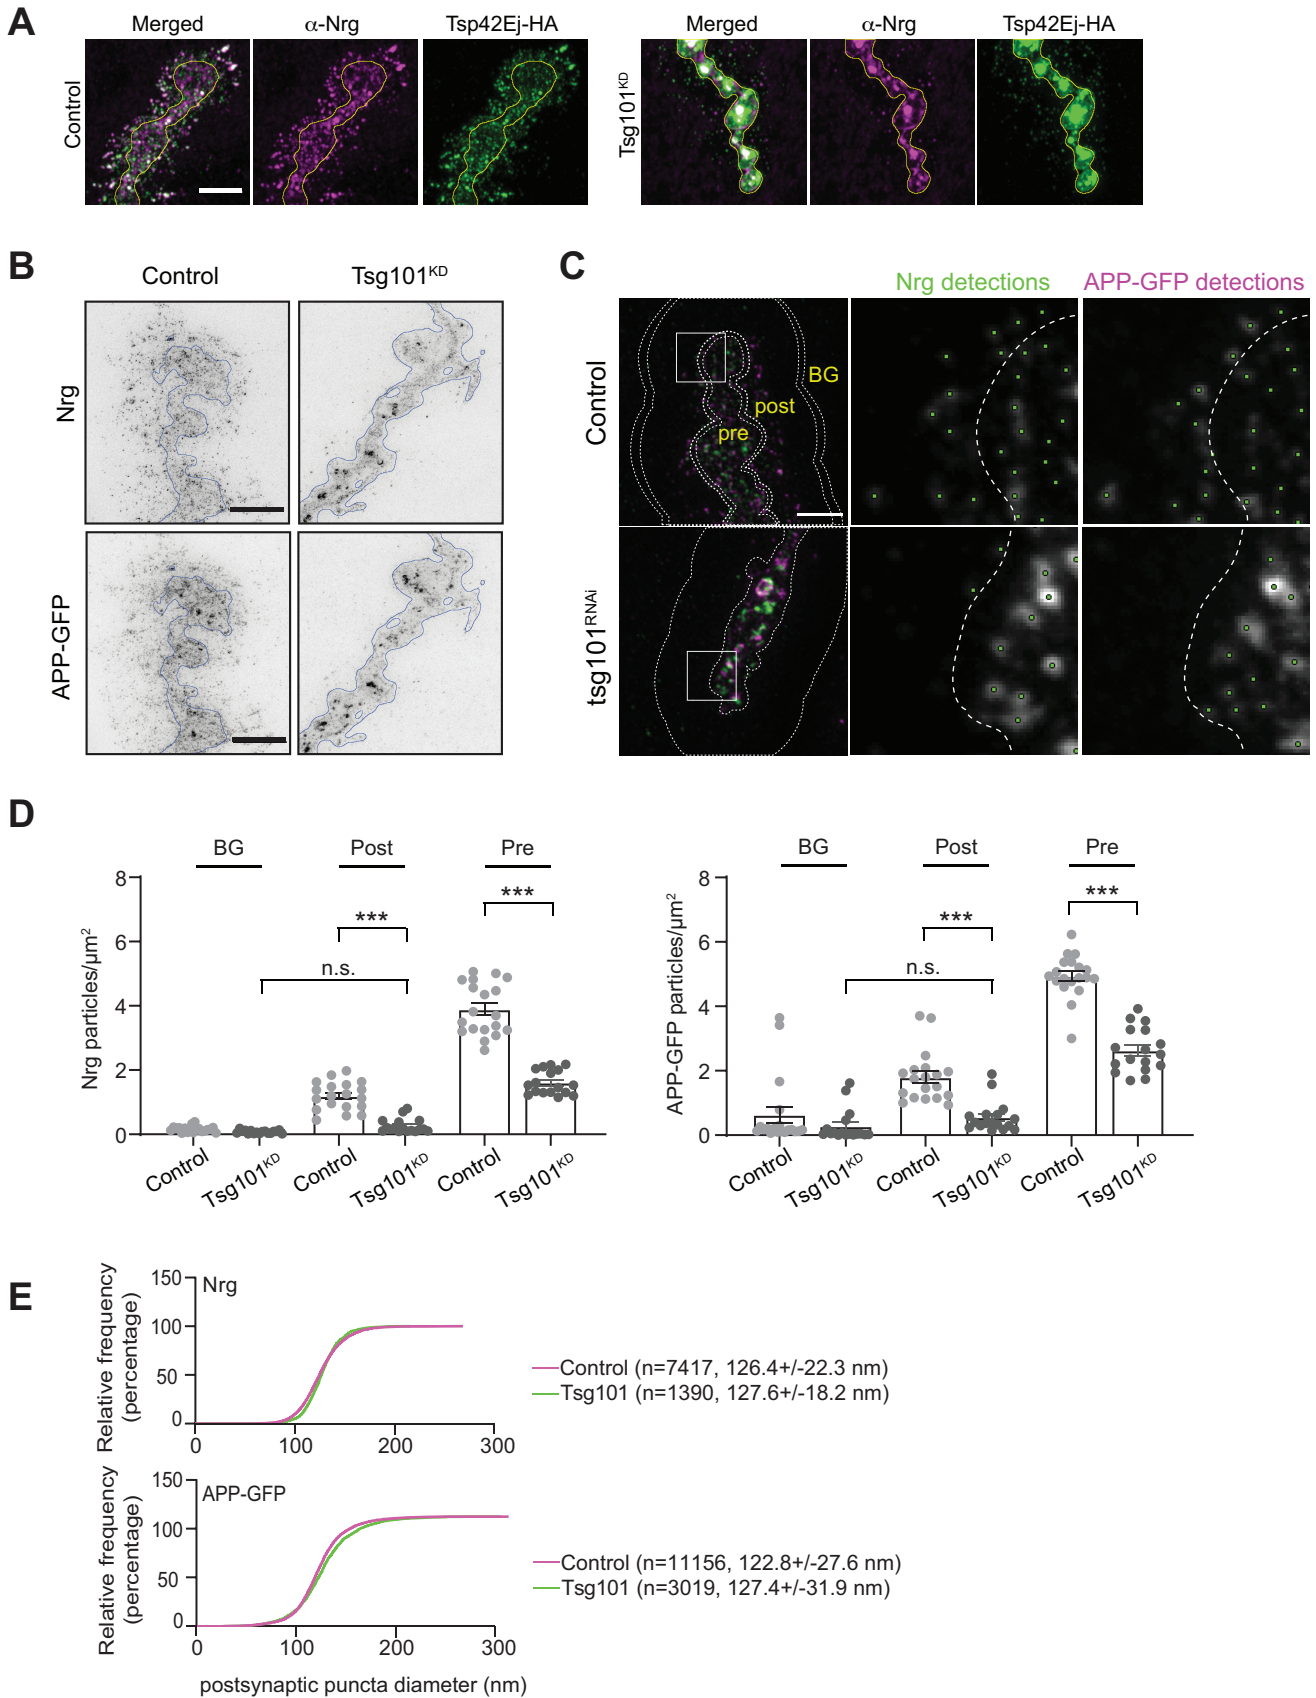 A
Merged
α-Nrg
Tsp42Ej-HA
Merged
α-Nrg
Tsp42Ej-HA
Control
Tsg101KD
B
Control
Tsg101KD
Nrg
APP-GFP
C
Nrg detections
APP-GFP detections
Control
BG
post
pre
tsg101RNAi
D
BG
Post
Pre
***
***
n.s.
Nrg particles/µm2
8
6
4
2
0
Control
Tsg101KD
Control
Tsg101KD
Control
Tsg101KD
BG
Post
Pre
***
***
n.s.
APP-GFP particles/µm2
8
6
4
2
0
Control
Tsg101KD
Control
Tsg101KD
Control
Tsg101KD
E
Relative frequency
(percentage)
150
100
50
0
Nrg
0
100
200
300
Control (n=7417, 126.4+/-22.3 nm)
Tsg101 (n=1390, 127.6+/-18.2 nm)
Relative frequency
(percentage)
150
100
50
0
APP-GFP
0
100
200
300
Control (n=11156, 122.8+/-27.6 nm)
Tsg101 (n=3019, 127.4+/-31.9 nm)
postsynaptic puncta diameter (nm)